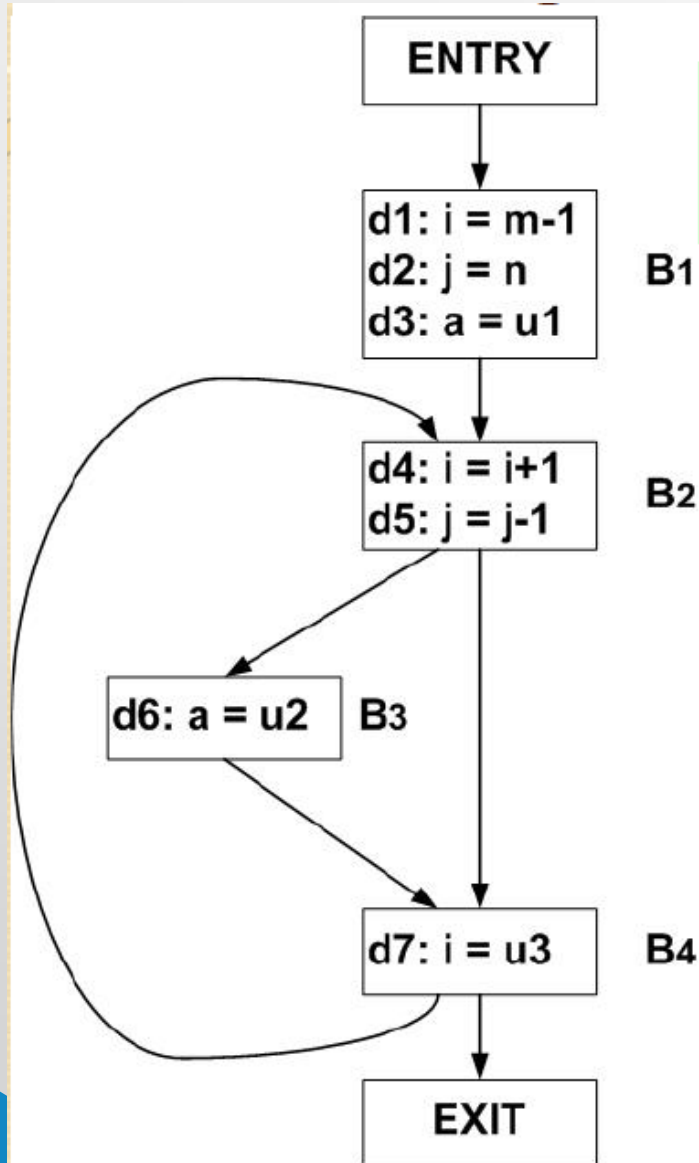 ENTRY
d1: i = m-1
d2: j = n
d3: a = u1
B1
d4: i = i+1
d5: j = j-1
B2
d6: a = u2
B3
d7: i = u3
B4
EXIT